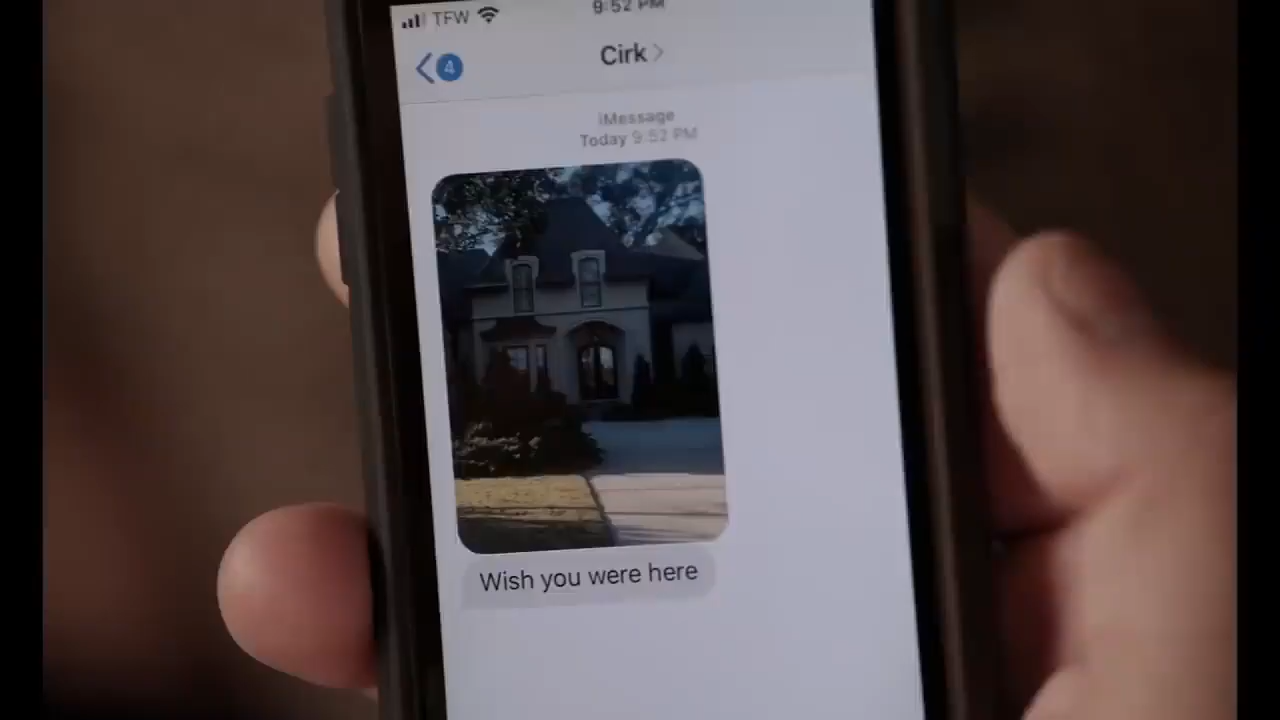 TFW 9:52 PM
4 Cirk
iMessage
Today 9:52 PM
Wish you were here